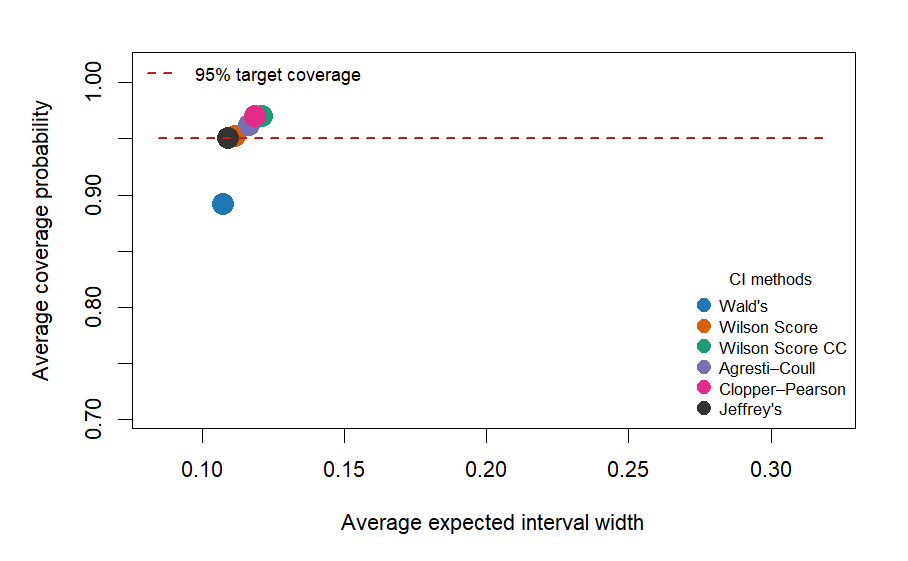 95% target coverage
1.00
0.90
0.80
0.70
Average coverage probability
CI methods
Wald's
Wilson Score
Wilson Score CC
Agresti–Coull
Clopper–Pearson
Jeffrey's
0.10 0.15 0.20 0.25 0.30
Average expected interval width